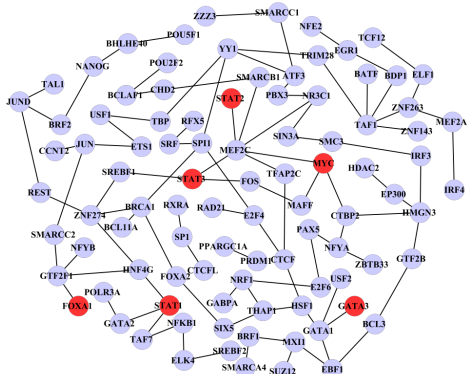 ZZZ3
SMARCC1
POU5F1
NFE2
TCF12
BHLHE40
YY1
EGR1
TRIM28
NANOG
POU2F2
BATF
BDP1
ELF1
TAL1
BCLAF1
CHD2
SMARCB1
ATF3
PBX3
NR3C1
ZNF263
JUND
STAT2
BRF2
USF1
TBP
RFX5
TAF1
ZNF143
MEF2A
CCNT2
JUN
ETS1
SRF
SPI1
MEF2C
SIN3A
SMC3
IRF3
MYC
SREBF1
STAT3
FOS
TFAP2C
HDAC2
REST
EP300
IRF4
ZNF274
BRCA1
RXRA
RAD21
E2F4
MAFF
CTBP2
HMGN3
BCL11A
PAX5
SMARCC2
NFYB
SP1
PPARGC1A
NFYA
ZBTB33
GTF2F1
HNF4G
FOXA2
CTCFL
PRDM1
CTCF
GTF2B
POLR3A
NRF1
E2F6
USF2
FOXA1
STAT1
GABPA
THAP1
HSF1
GATA3
GATA2
NFKB1
SIX5
GATA1
BCL3
TAF7
BRF1
MXI1
ELK4
SREBF2
SMARCA4
SUZ12
EBF1